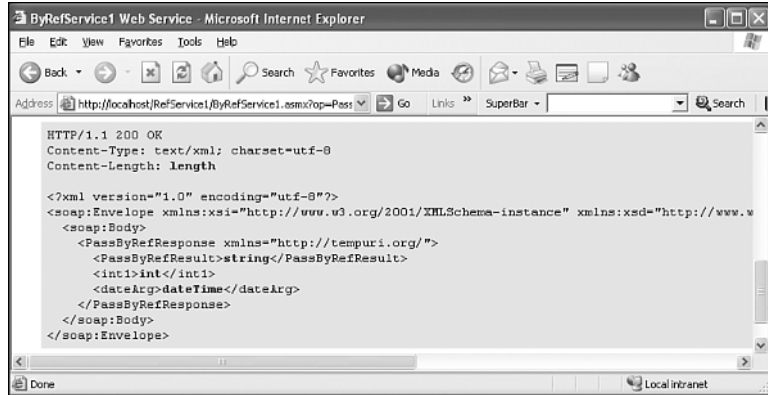 ByRefService1 Web Service - Microsoft Internet Explorer
File Edit View Favorites Tools Help
Back Search Favorites Media
Address http://localhost/RefService1/ByRefService1.asmx?op=Pass Go Links » SuperBar Search
HTTP/1.1 200 OK
Content-Type: text/xml; charset=utf-8
Content-Length: length
<?xml version="1.0" encoding="utf-8"?>
<soap:Envelope xmlns:xsi="http://www.w3.org/2001/XMLSchema-instance" xmlns:xsd="http://www.w
<soap:Body>
<PassByRefResponse xmlns="http://tempuri.org/">
<PassByRefResult>string</PassByRefResult>
<int1>int</int1>
<dateArg>dateTime</dateArg>
</PassByRefResponse>
</soap:Body>
</soap:Envelope>
Done Local intranet